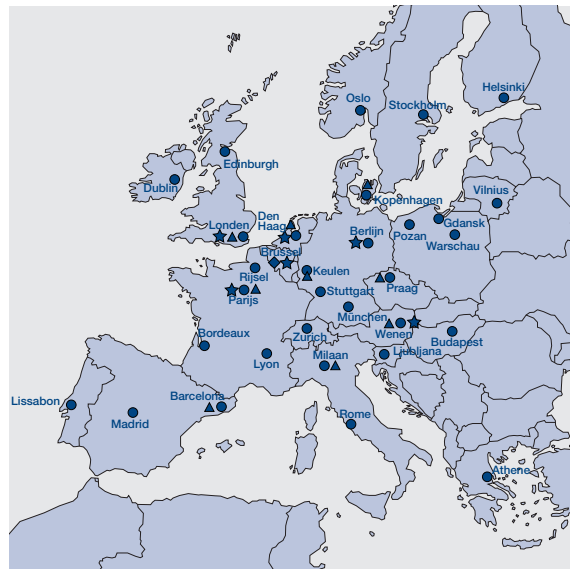 Helsinki
Oslo
Stockholm
Edinburgh
Dublin
Kopenhagen
Vilnius
Den
Haag
Londen
Gdansk
Pozan
Warschau
Berlijn
Brussel
Rijsel
Keulen
Praag
Parijs
Stuttgart
München
Wenen
Zurich
Bordeaux
Budapest
Lyon
Milaan
Ljubljana
Lissabon
Barcelona
Madrid
Rome
Athene